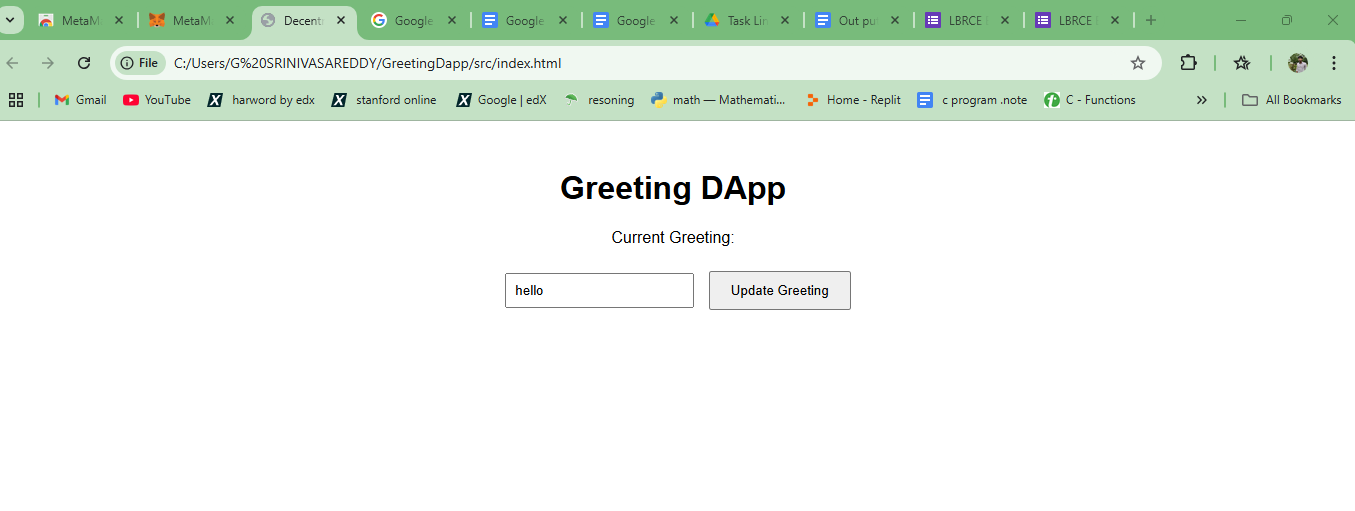 MetaM
MetaM
Decent
Google
Google
Google
Task Lin
Out pu
LBRCE
LBRCE
File
C:/Users/G%20SRINIVASAREDDY/GreetingDapp/src/index.html
Gmail
YouTube
harword by edx
stanford online
Google | edX
resoning
math — Mathemati...
Home - Replit
c program .note
C - Functions
All Bookmarks
Greeting DApp
Current Greeting:
hello
Update Greeting